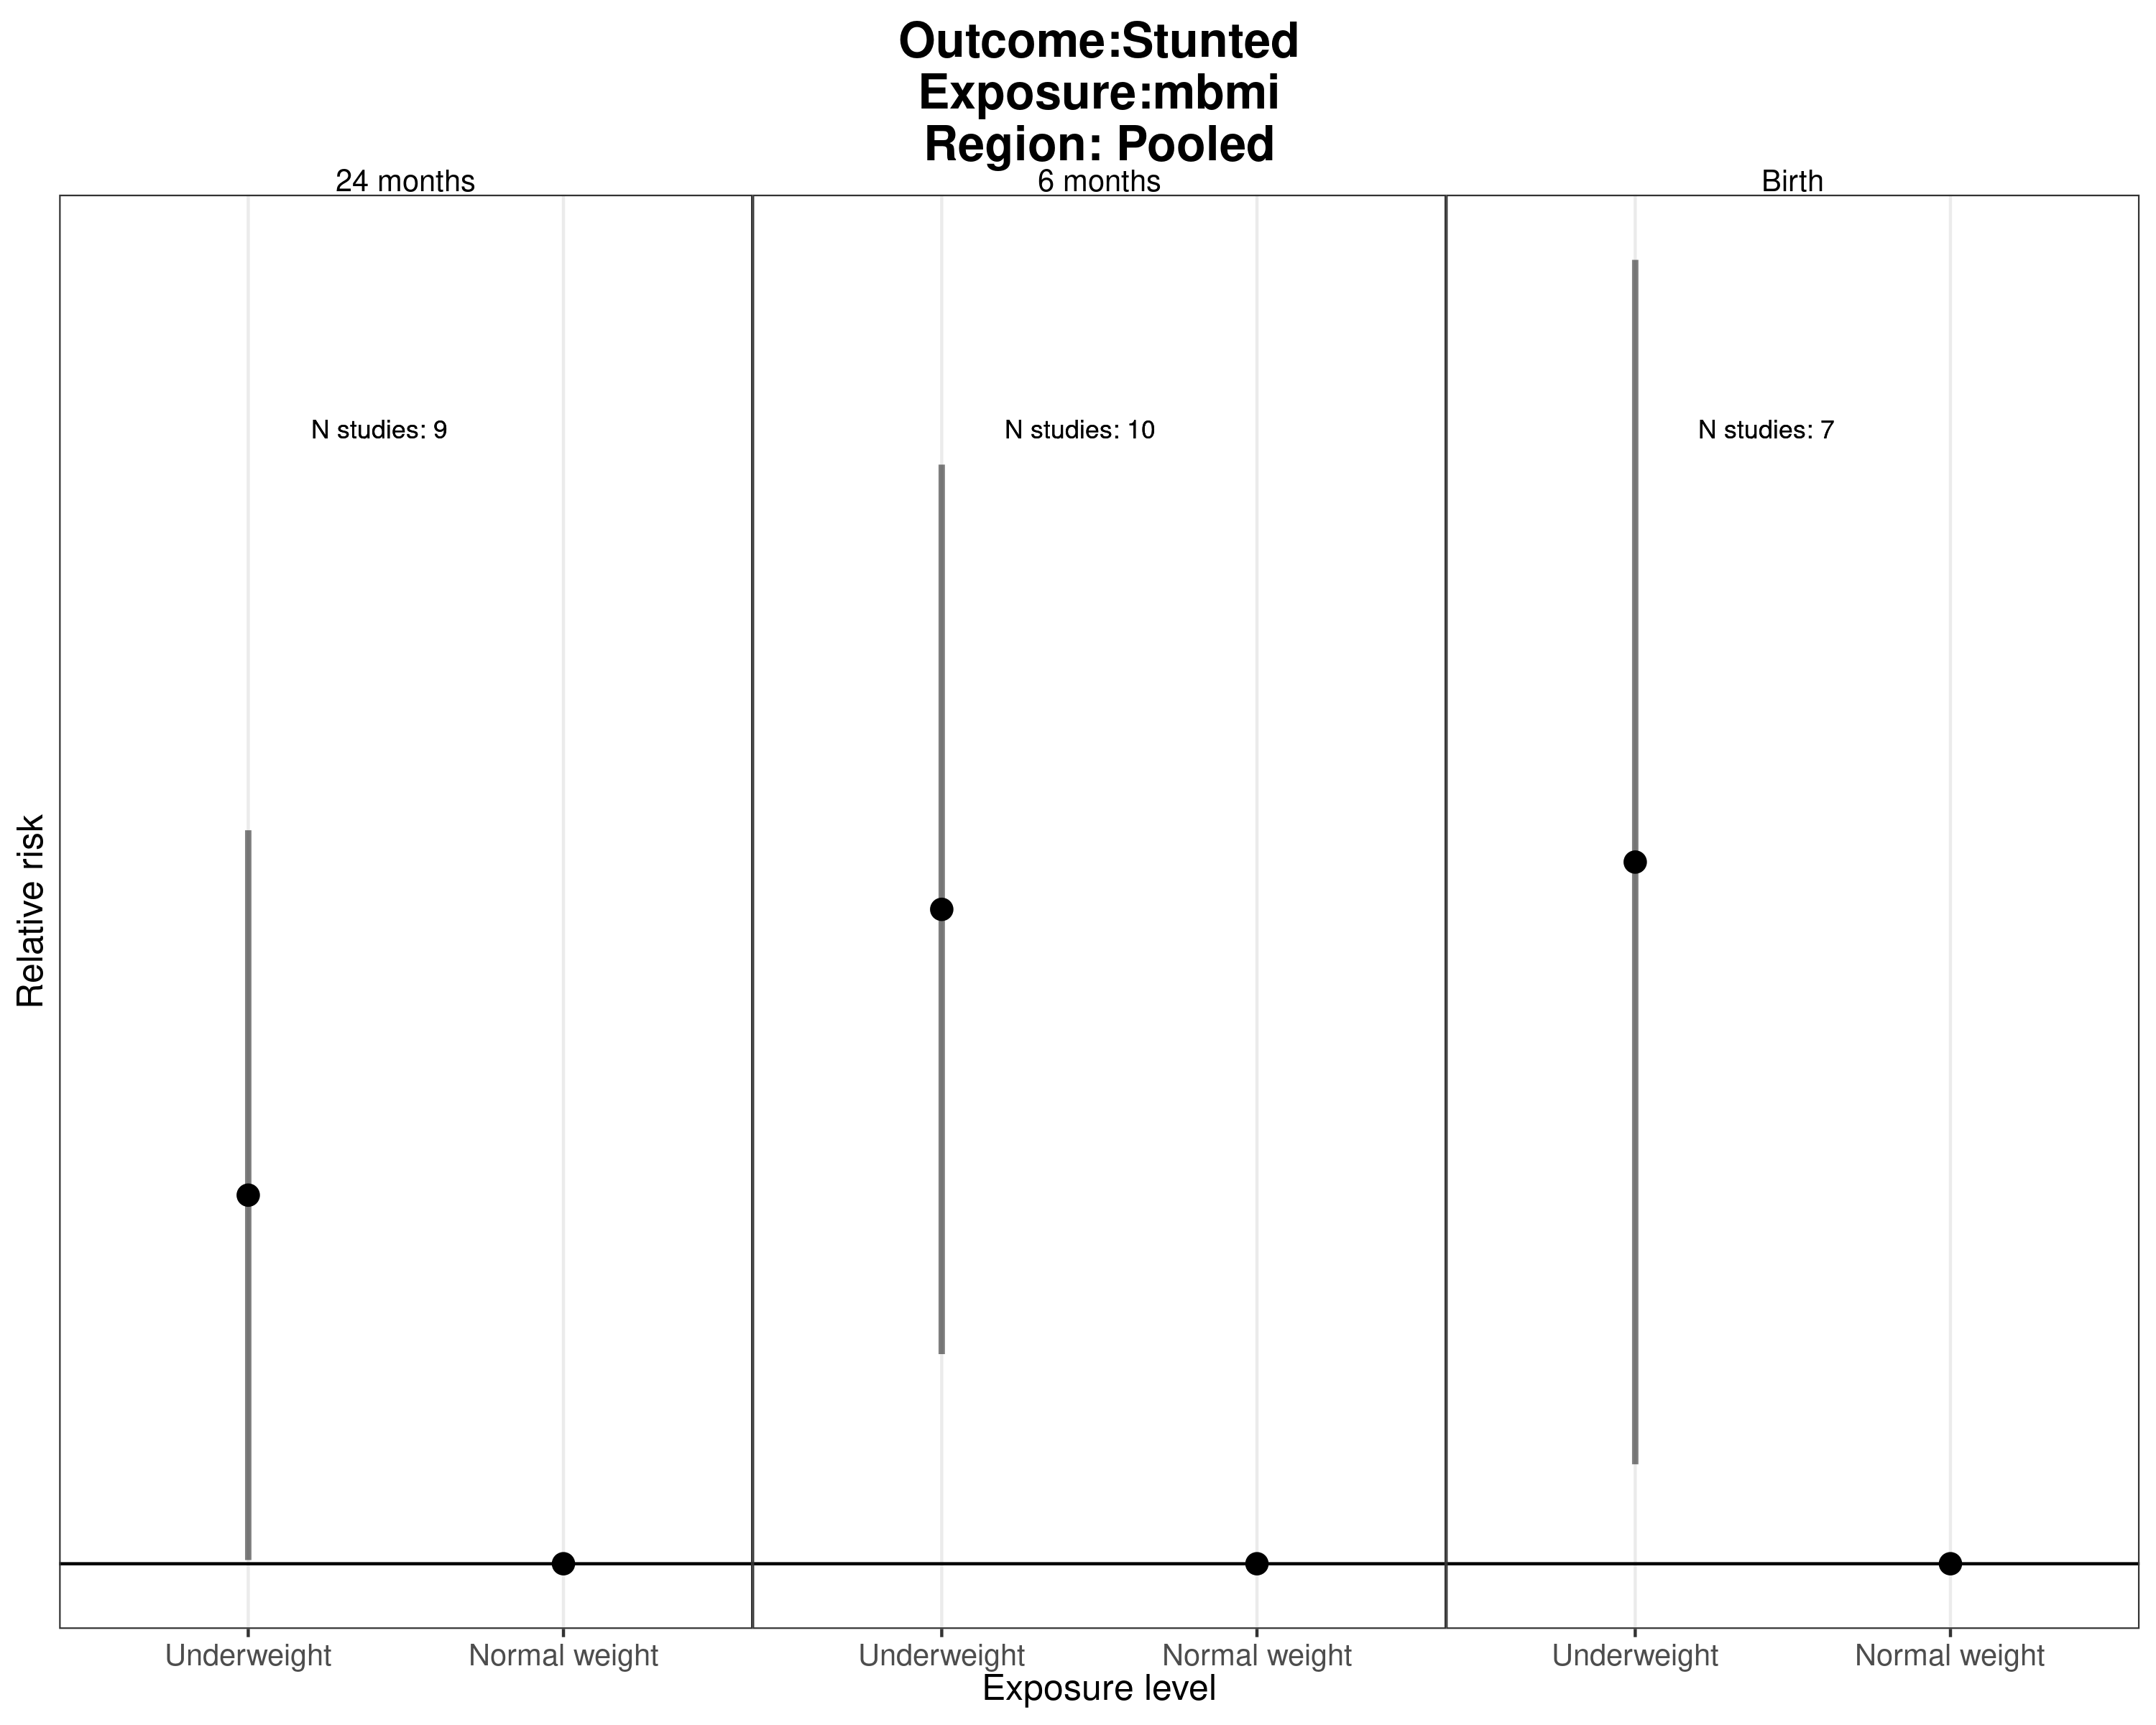 Outcome:Stunted
Exposure:mbmi
Region: Pooled
24 months
6 months
Birth
N studies: 9
N studies: 10
N studies: 7
Relative risk
Underweight
Normal weight
Underweight
Normal weight
Underweight
Normal weight
Exposure level